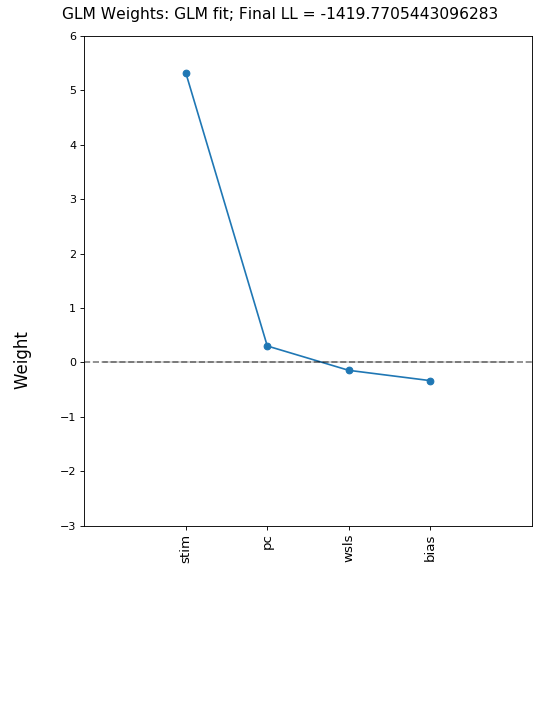 GLM Weights: GLM fit; Final LL = -1419.7705443096283
6
5
4
3
2
1
0
−1
−2
−3
Weight
stim
pc
wsls
bias